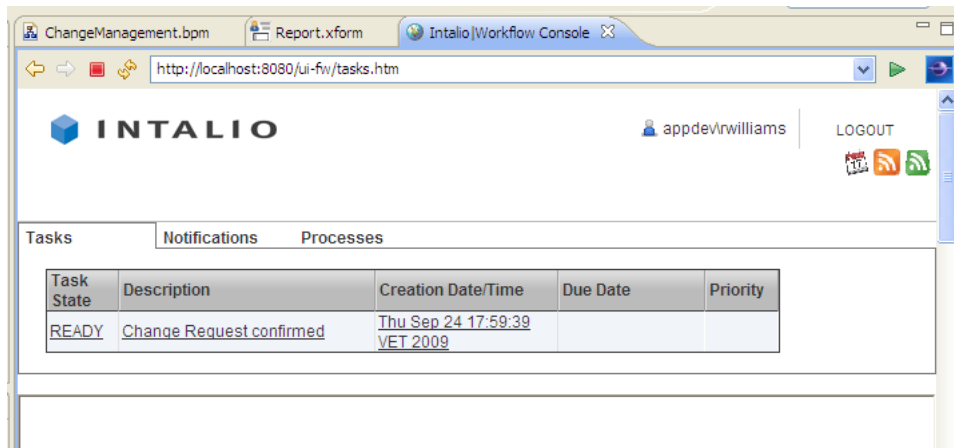 ChangeManagement.bpm Report.xform Intalio|Workflow Console
http://localhost:8080/ui-fw/tasks.htm
INTALIO appdev\rwilliams LOGOUT
17
Tasks Notifications Processes
Task State Description Creation Date/Time Due Date Priority
READY Change Request confirmed Thu Sep 24 17:59:39
VET 2009